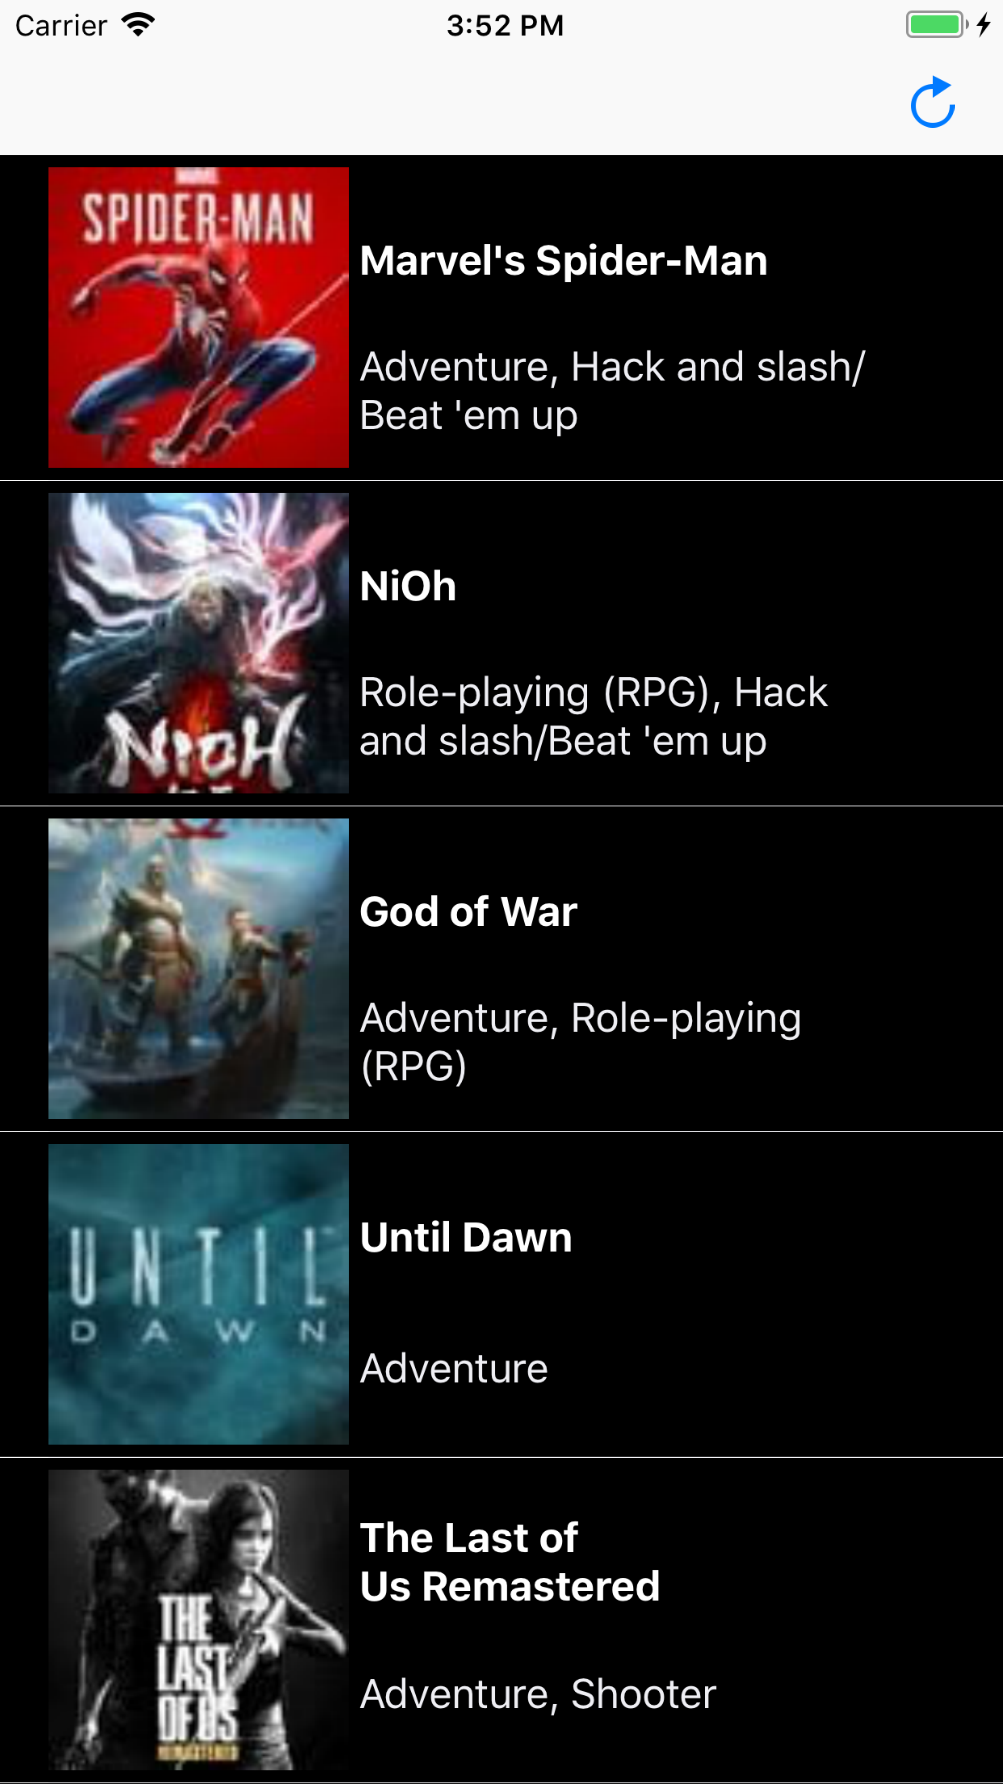 Carrier
3:52 PM
SPIDER-MAN
Marvel's Spider-Man
Adventure, Hack and slash/
Beat 'em up
NIOH
NiOh
Role-playing (RPG), Hack
and slash/Beat 'em up
God of War
Adventure, Role-playing
(RPG)
UNTIL
DAWN
Until Dawn
Adventure
THE
LAST
OF US
REMASTERED
The Last of
Us Remastered
Adventure, Shooter